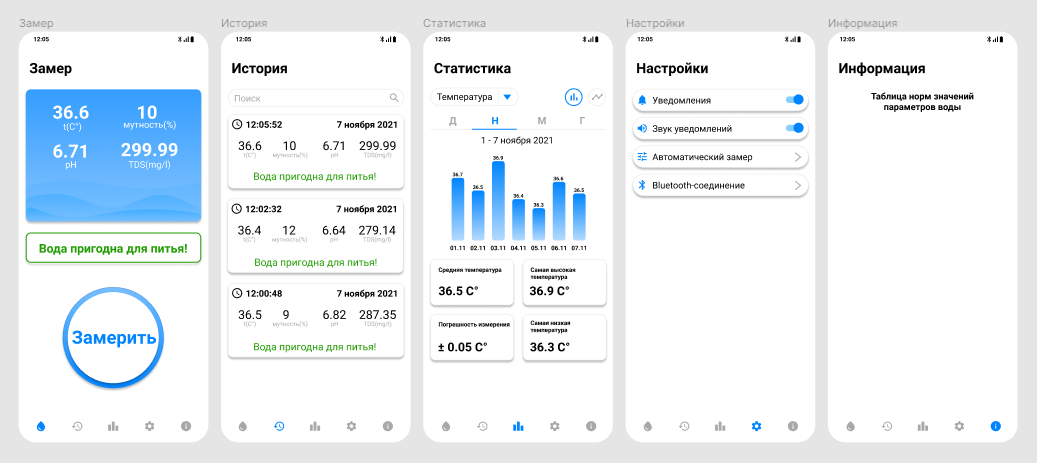 Замер
12:05
Замер
36.6
t(C°)
10
мутность(%)
6.71
pH
299.99
TDS(mg/l)
Вода пригодна для питья!
Замерить
История
12:05
История
Поиск
12:05:52 7 ноября 2021
36.6 10 6.71 299.99
t(C°) мутность(%) pH TDS(mg/l)
Вода пригодна для питья!
12:02:32 7 ноября 2021
36.4 12 6.64 279.14
t(C°) мутность(%) pH TDS(mg/l)
Вода пригодна для питья!
12:00:48 7 ноября 2021
36.5 9 6.82 287.35
t(C°) мутность(%) pH TDS(mg/l)
Вода пригодна для питья!
Статистика
12:05
Статистика
Температура
Д Н М Г
1 - 7 ноября 2021
36.7 36.5 36.9 36.4 36.3 36.6 36.5
01.11 02.11 03.11 04.11 05.11 06.11 07.11
Средняя температура
36.5 C°
Самая высокая
температура
36.9 C°
Погрешность измерения
± 0.05 C°
Самая низкая
температура
36.3 C°
Настройки
12:05
Настройки
Уведомления
Звук уведомлений
Автоматический замер
Bluetooth-соединение
Информация
12:05
Информация
Таблица норм значений
параметров воды